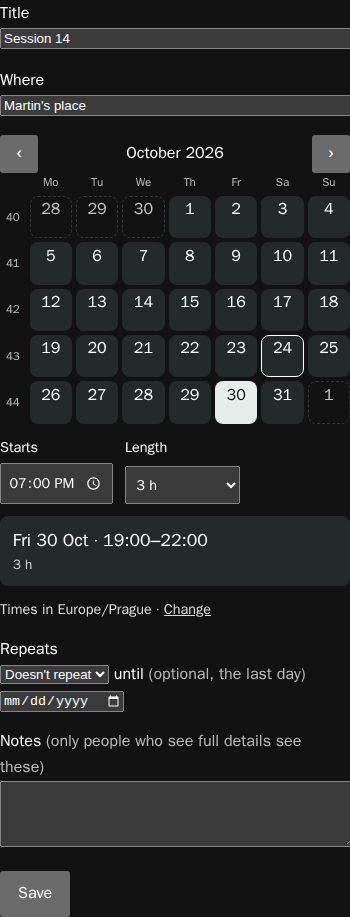 Title
Session 14
Where
Martin's place
‹ October 2026 ›
Mo Tu We Th Fr Sa Su
40 28 29 30 1 2 3 4
41 5 6 7 8 9 10 11
42 12 13 14 15 16 17 18
43 19 20 21 22 23 24 25
44 26 27 28 29 30 31 1
Starts Length
07:00 PM 3 h
Fri 30 Oct · 19:00–22:00
3 h
Times in Europe/Prague · Change
Repeats
Doesn't repeat until (optional, the last day)
mm/dd/yyyy
Notes (only people who see full details see
these)
Save